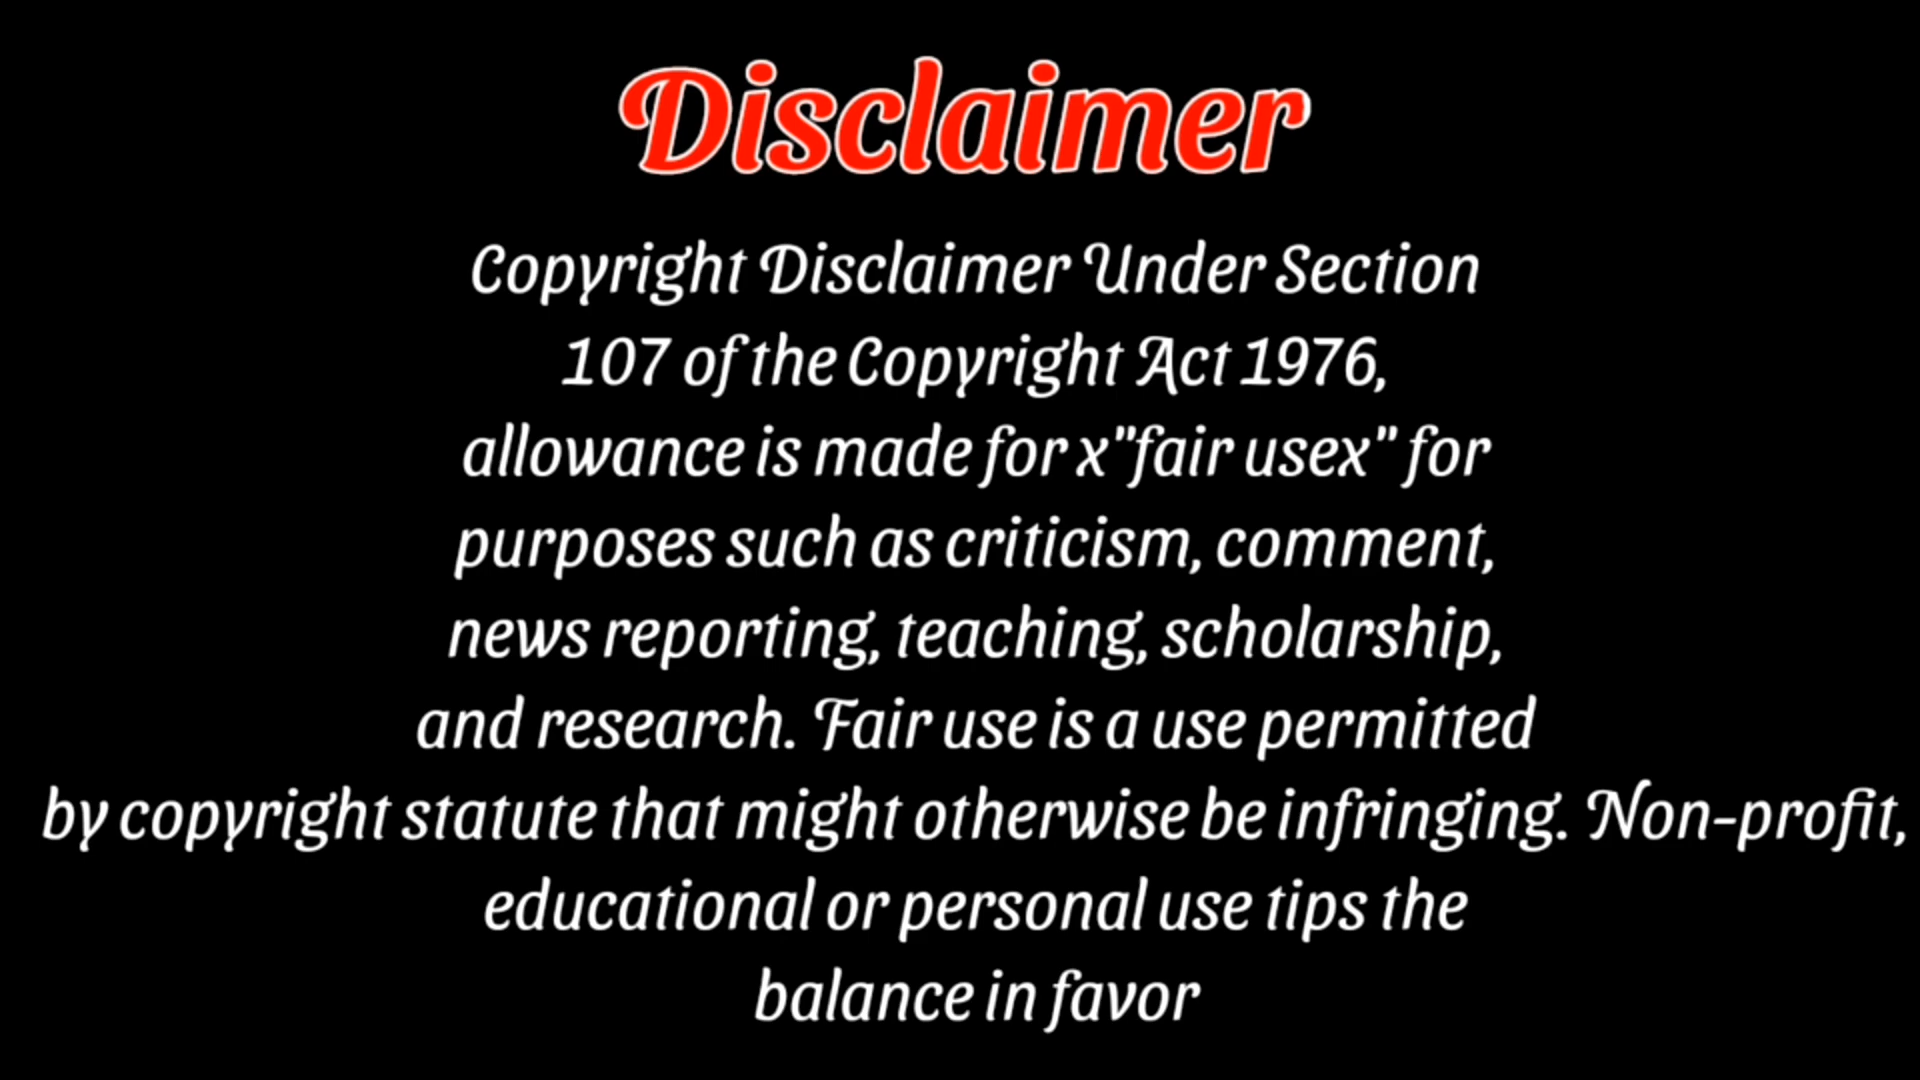 Disclaimer
Copyright Disclaimer Under Section
107 of the Copyright Act 1976,
allowance is made for x"fair usex" for
purposes such as criticism, comment,
news reporting, teaching, scholarship,
and research. Fair use is a use permitted
by copyright statute that might otherwise be infringing. Non-profit,
educational or personal use tips the
balance in favor